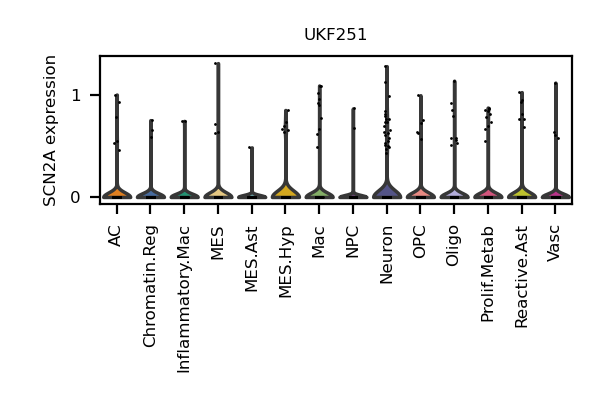 UKF251
SCN2A expression
1
0
AC
Chromatin.Reg
Inflammatory.Mac
MES
MES.Ast
MES.Hyp
Mac
NPC
Neuron
OPC
Oligo
Prolif.Metab
Reactive.Ast
Vasc